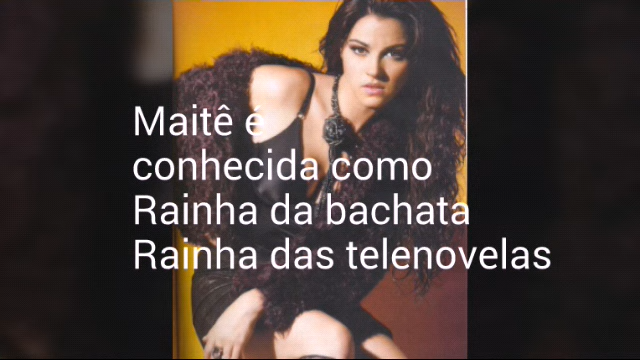 Maitê é
conhecida como
Rainha da bachata
Rainha das telenovelas